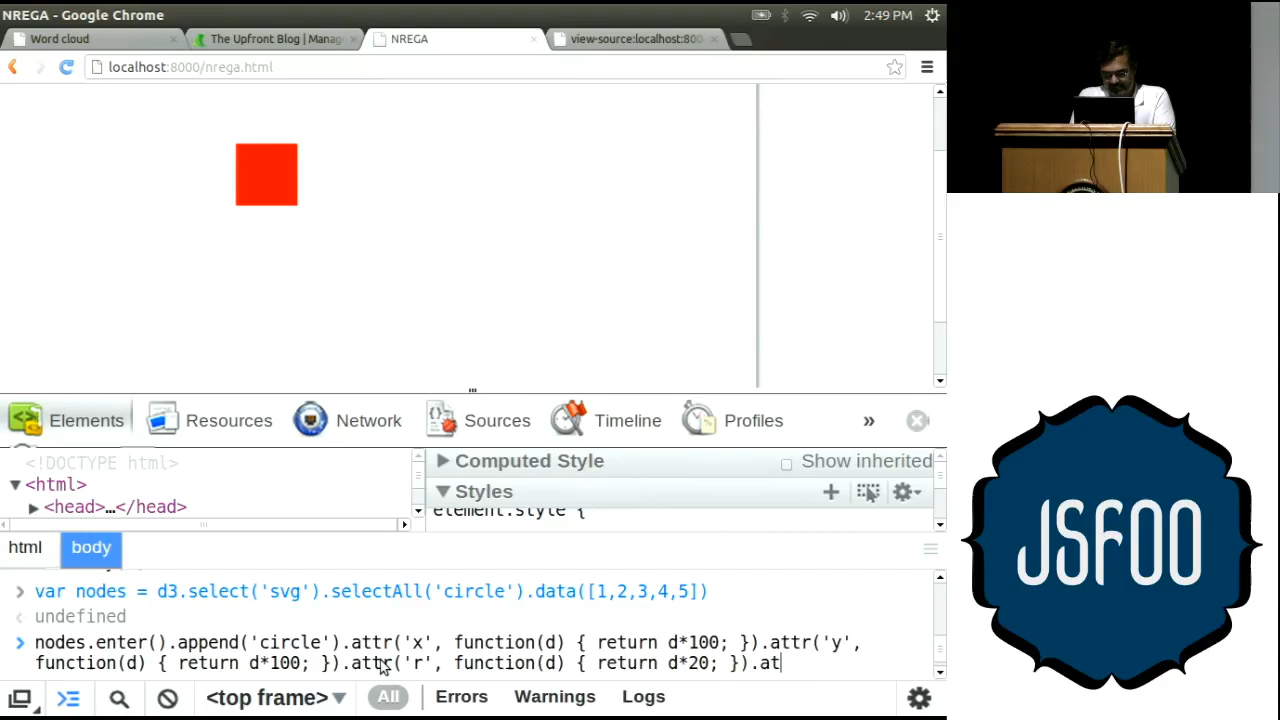 NREGA - Google Chrome
2:49 PM
Word cloud
The Upfront Blog | Manag
NREGA
view-source:localhost:800
localhost:8000/nrega.html
Elements
Resources
Network
Sources
Timeline
Profiles
»
<!DOCTYPE html>
▼<html>
▶<head>…</head>
▶Computed Style
Show inherited
▼Styles
element.style {
html
body
> var nodes = d3.select('svg').selectAll('circle').data([1,2,3,4,5])
< undefined
> nodes.enter().append('circle').attr('x', function(d) { return d*100; }).attr('y',
function(d) { return d*100; }).attr('r', function(d) { return d*20; }).at
<top frame>▼
All
Errors
Warnings
Logs
JSFOO